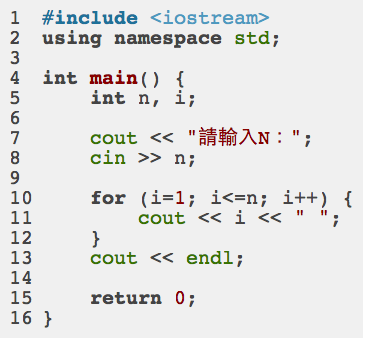 1 #include <iostream>
2 using namespace std;
3
4 int main() {
5     int n, i;
6
7     cout << "請輸入N：";
8     cin >> n;
9
10     for (i=1; i<=n; i++) {
11         cout << i << " ";
12     }
13     cout << endl;
14
15     return 0;
16 }